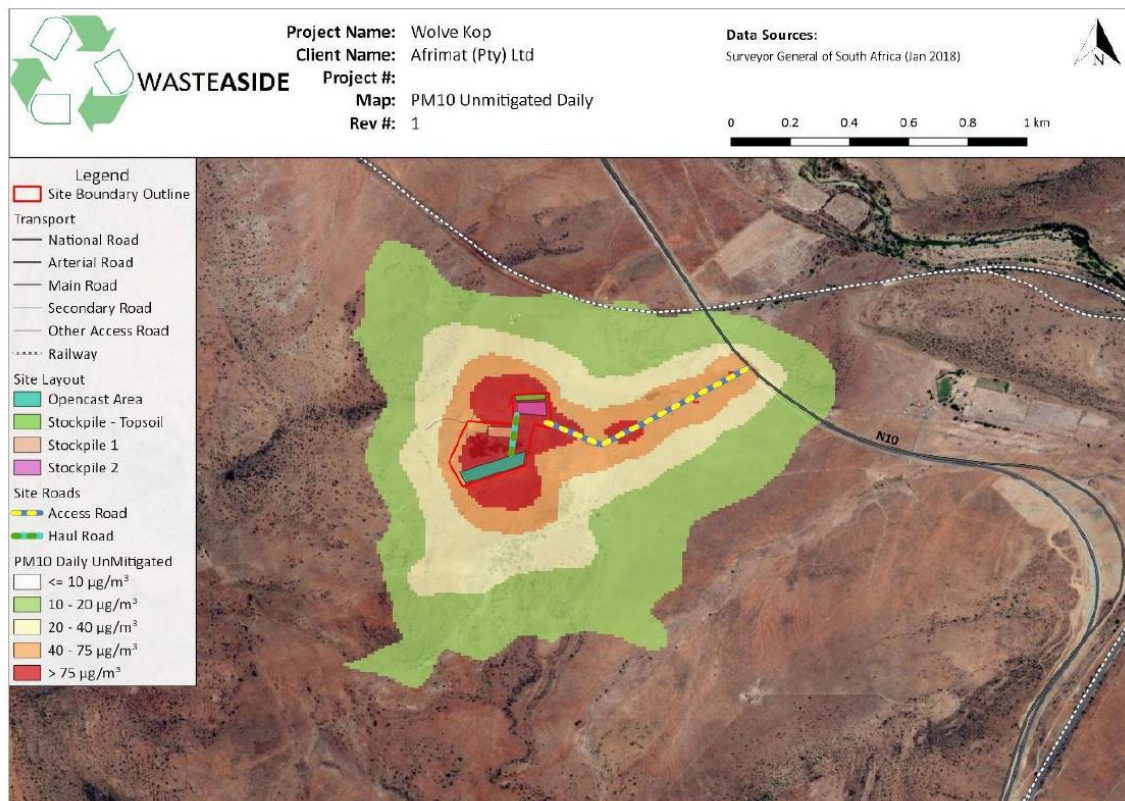 WASTEASIDE
Project Name: Wolve Kop
Client Name: Afrimat (Pty) Ltd
Project #:
Map: PM10 Unmitigated Daily
Rev #: 1
Data Sources:
Surveyor General of South Africa (Jan 2018)
N
0 0.2 0.4 0.6 0.8 1 km
Legend
Site Boundary Outline
Transport
National Road
Arterial Road
Main Road
Secondary Road
Other Access Road
Railway
Site Layout
Opencast Area
Stockpile - Topsoil
Stockpile 1
Stockpile 2
Site Roads
Access Road
Haul Road
PM10 Daily UnMitigated
<= 10 µg/m³
10 - 20 µg/m³
20 - 40 µg/m³
40 - 75 µg/m³
> 75 µg/m³
N10